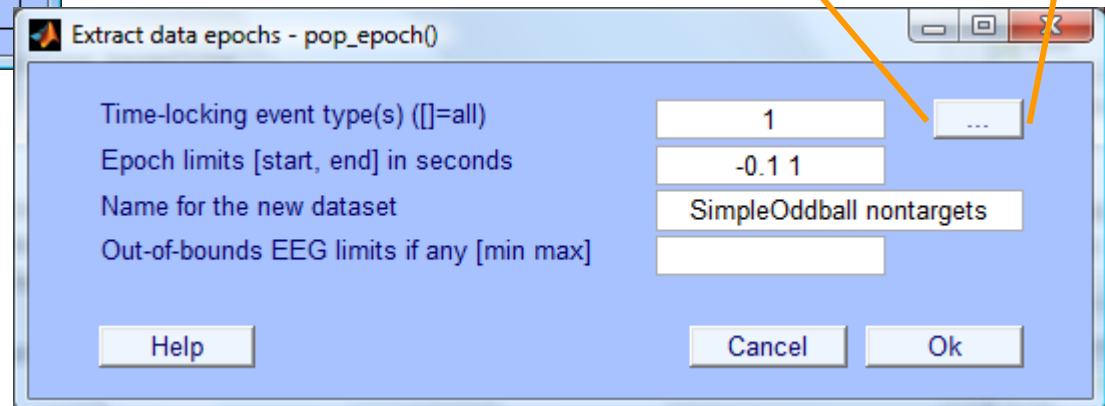 Extract data epochs - pop_epoch()
Time-locking event type(s) ([]=all) 1 ...
Epoch limits [start, end] in seconds -0.1 1
Name for the new dataset SimpleOddball nontargets
Out-of-bounds EEG limits if any [min max]
Help Cancel Ok